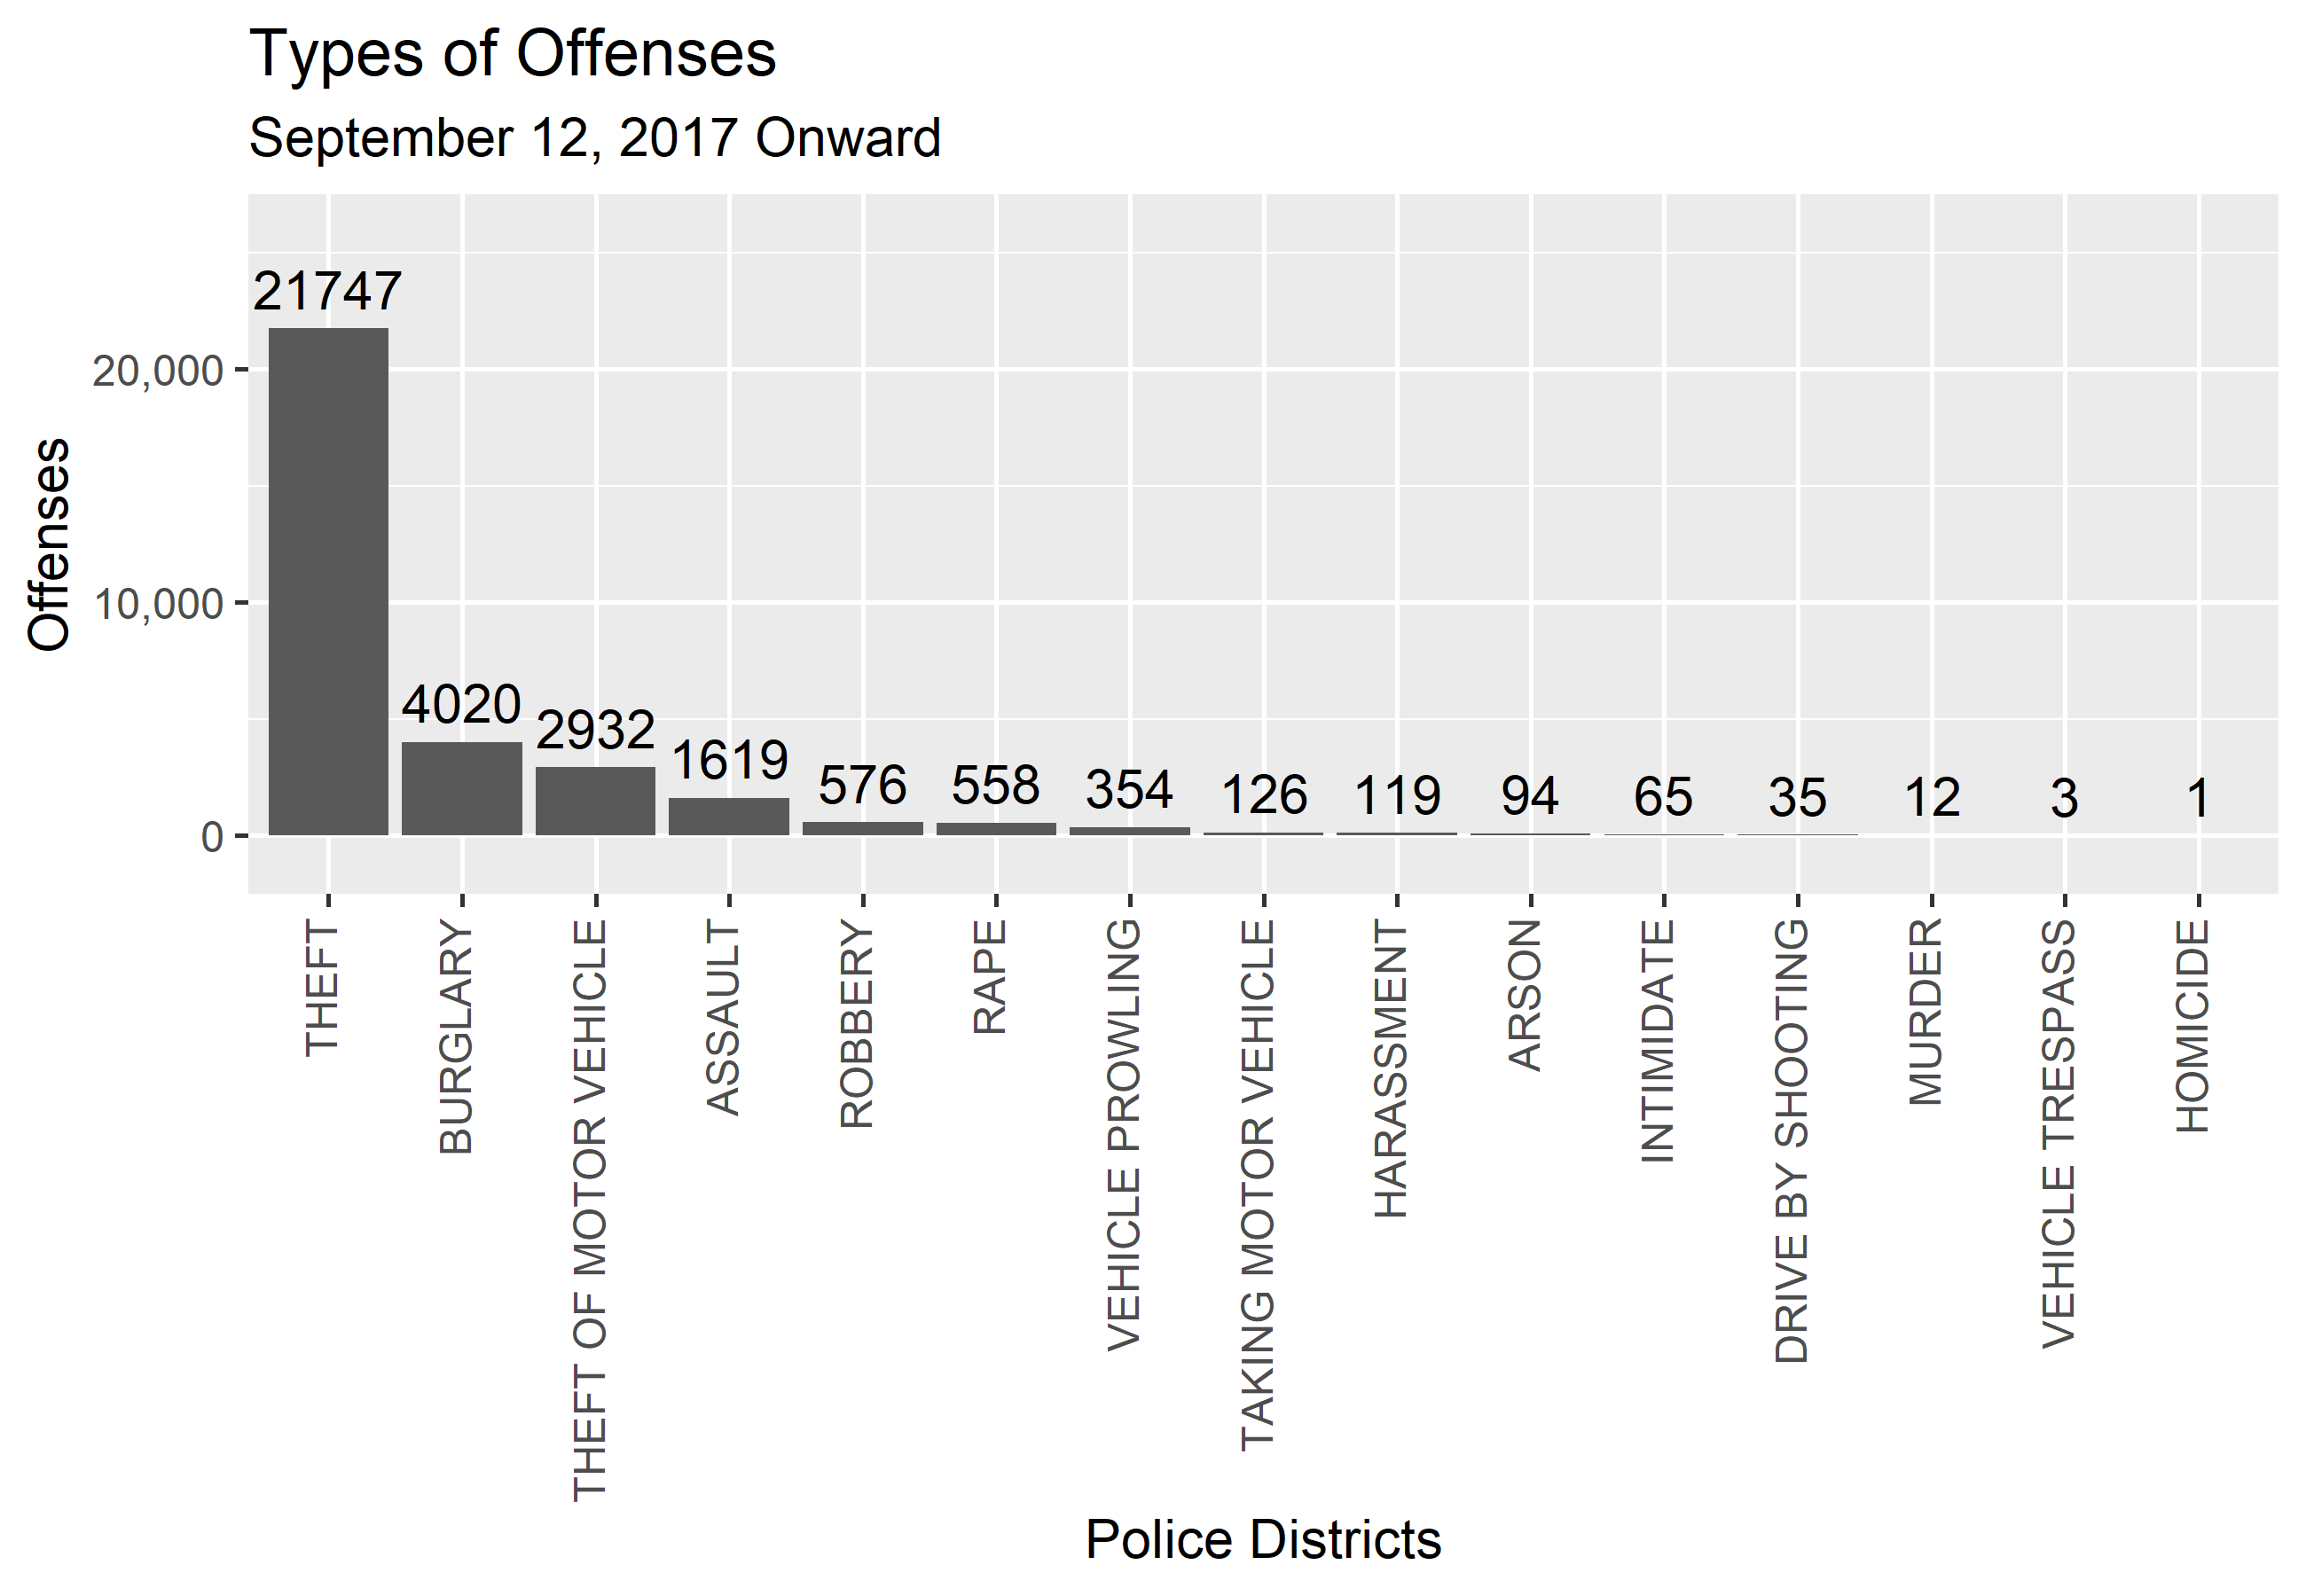 Types of Offenses
September 12, 2017 Onward
Offenses
20,000
10,000
0
21747
4020
2932
1619
576
558
354
126
119
94
65
35
12
3
1
THEFT
BURGLARY
THEFT OF MOTOR VEHICLE
ASSAULT
ROBBERY
RAPE
VEHICLE PROWLING
TAKING MOTOR VEHICLE
HARASSMENT
ARSON
INTIMIDATE
DRIVE BY SHOOTING
MURDER
VEHICLE TRESPASS
HOMICIDE
Police Districts